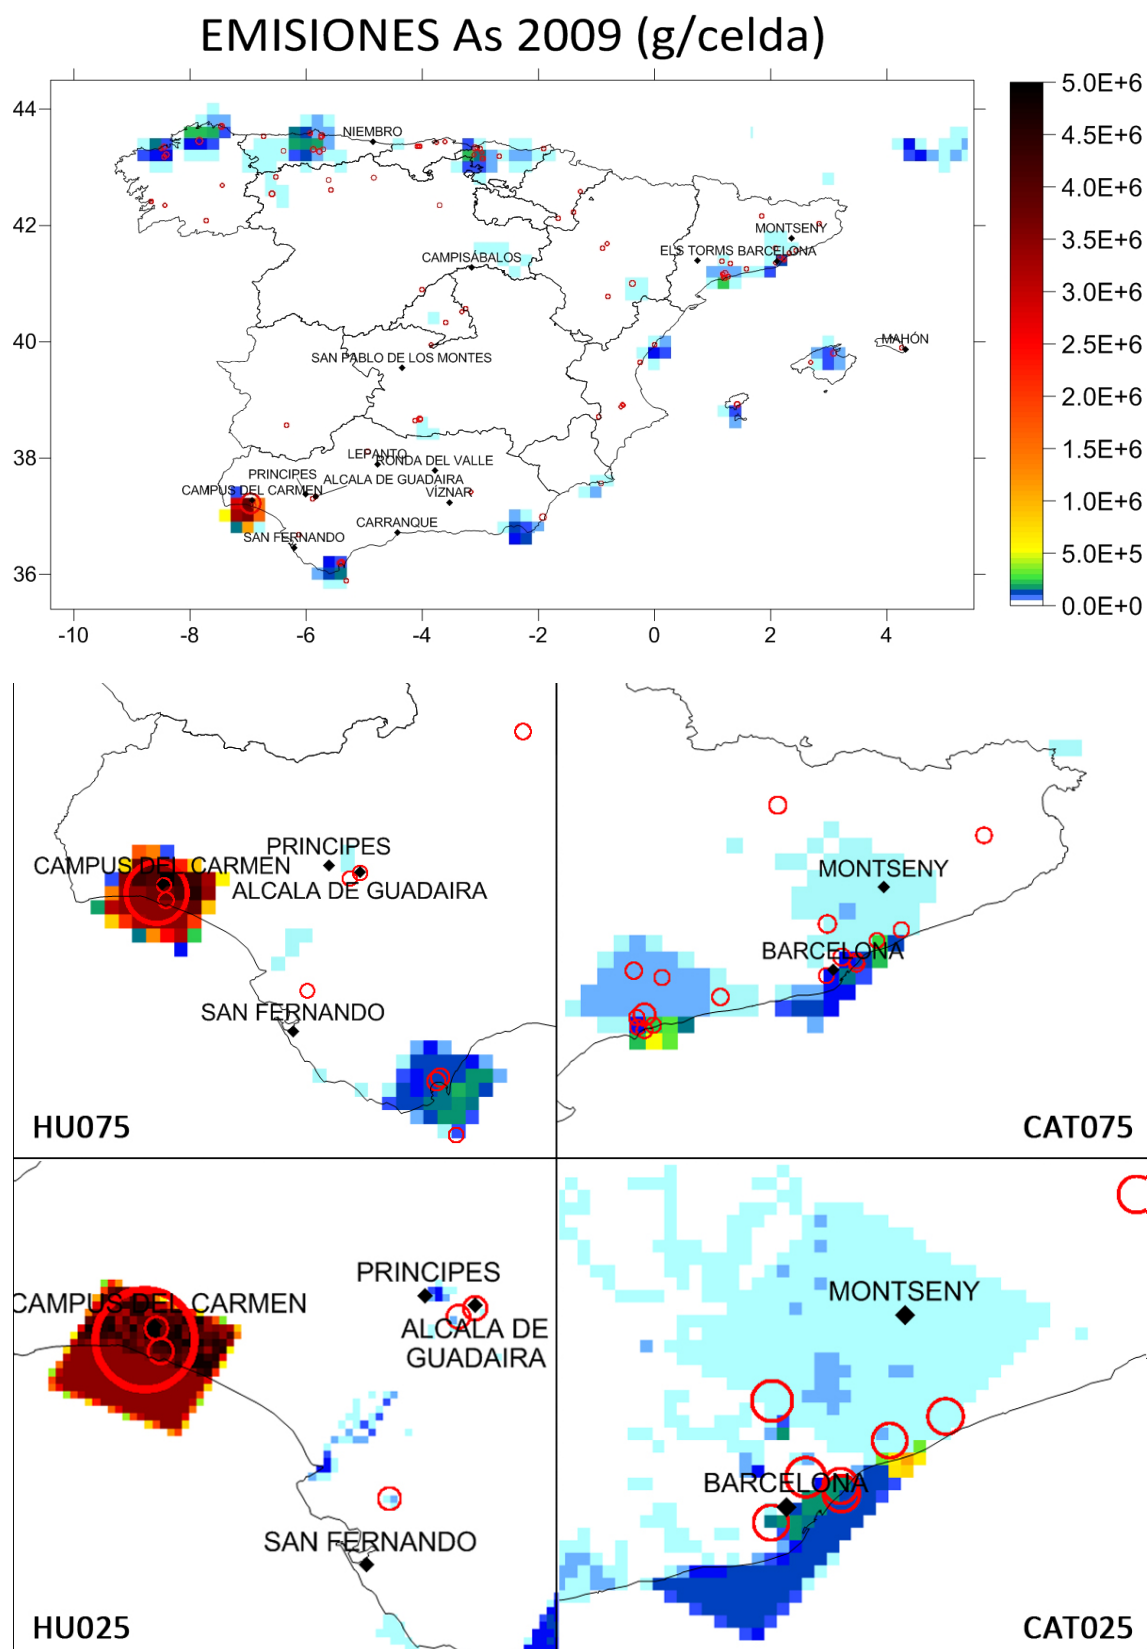 EMISIONES As 2009 (g/celda)
44
42
40
38
36
-10
-8
-6
-4
-2
0
2
4
5.0E+6
4.5E+6
4.0E+6
3.5E+6
3.0E+6
2.5E+6
2.0E+6
1.5E+6
1.0E+6
5.0E+5
0.0E+0
NIEMBRO
MONTSENY
ELS TORMS BARCELONA
CAMPISÁBALOS
MAHÓN
SAN PABLO DE LOS MONTES
LEPANTO
RONDA DEL VALLE
PRINCIPES
ALCALA DE GUADAIRA
CAMPUS DEL CARMEN
VÍZNAR
CARRANQUE
SAN FERNANDO
PRINCIPES
CAMPUS DEL CARMEN
ALCALA DE GUADAIRA
SAN FERNANDO
HU075
MONTSENY
BARCELONA
CAT075
PRINCIPES
CAMPUS DEL CARMEN
ALCALA DE
GUADAIRA
SAN FERNANDO
HU025
MONTSENY
BARCELONA
CAT025